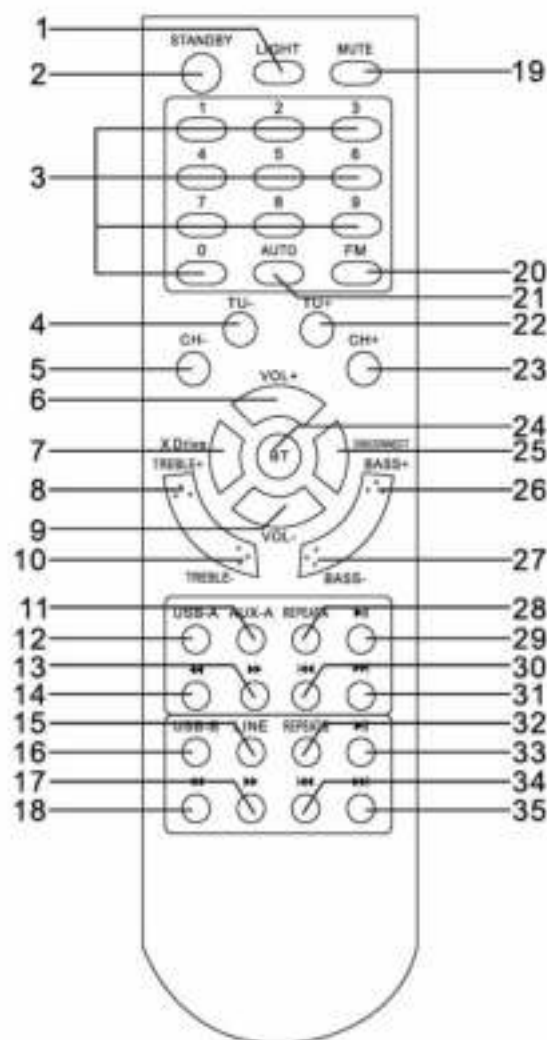 1 STANDBY LIGHT MUTE
2 19
1 2 3
4 5 6
3
7 8 9
0 AUTO FM
20
21
4 TU- TU+ 22
5 CH- CH+ 23
6 VOL+
24
7 X Drive BT DISCONNECT 25
8 TREBLE+ BASS+ 26
9 VOL-
10 TREBLE- BASS- 27
11 28
12 USB-A AUX-A REPEATA 29
13 30
14 31
15 32
16 USB-B LINE REPEATB 33
17 34
18 35